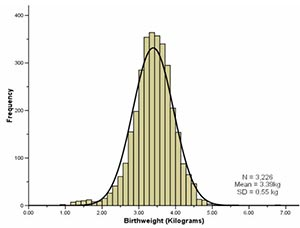 400
300
200
100
0
Frequency
N = 3,226
Mean = 3.39kg
SD = 0.55 kg
0.00 1.00 2.00 3.00 4.00 5.00 6.00 7.00
Birthweight (Kilograms)